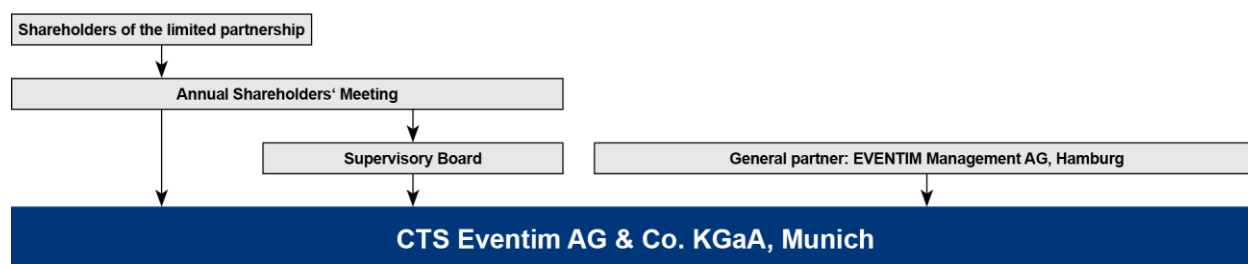 Shareholders of the limited partnership
Annual Shareholders‘ Meeting
Supervisory Board
General partner: EVENTIM Management AG, Hamburg
CTS Eventim AG & Co. KGaA, Munich